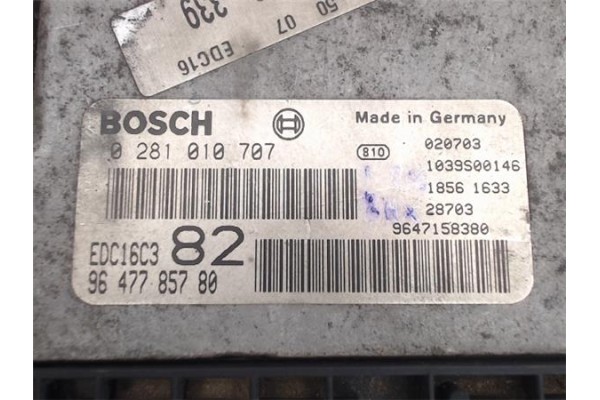 339
50 07
EDC16
BOSCH
Made in Germany
0 281 010 707
810
020703
1039S00146
1856 1633
28703
9647158380
EDC16C3
82
96 477 857 80